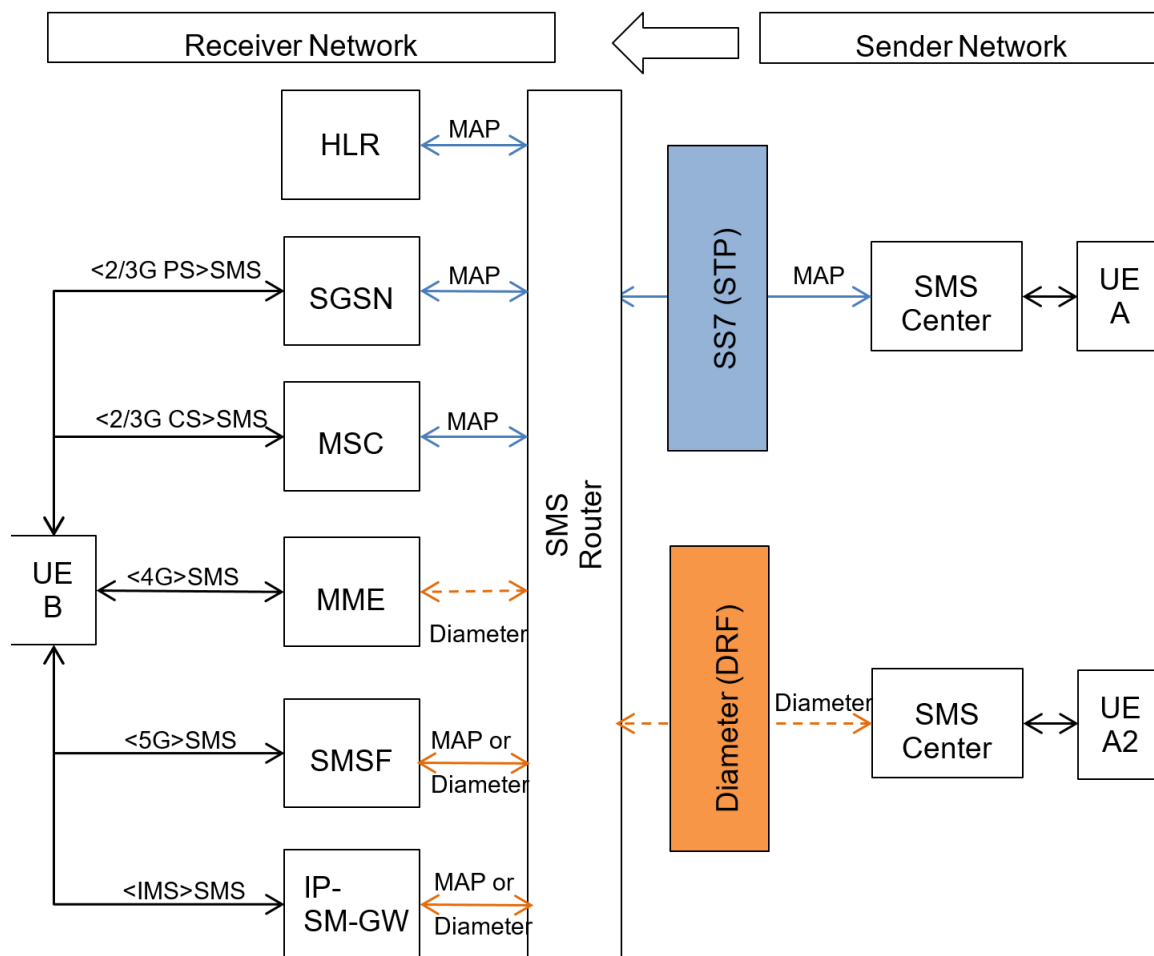 Receiver Network
Sender Network
HLR
MAP
<2/3G PS>SMS
SGSN
MAP
SS7 (STP)
MAP
SMS
Center
UE
A
<2/3G CS>SMS
MSC
MAP
SMS
Router
UE
B
<4G>SMS
MME
Diameter
Diameter (DRF)
Diameter
SMS
Center
UE
A2
<5G>SMS
SMSF
MAP or
Diameter
<IMS>SMS
IP-
SM-GW
MAP or
Diameter